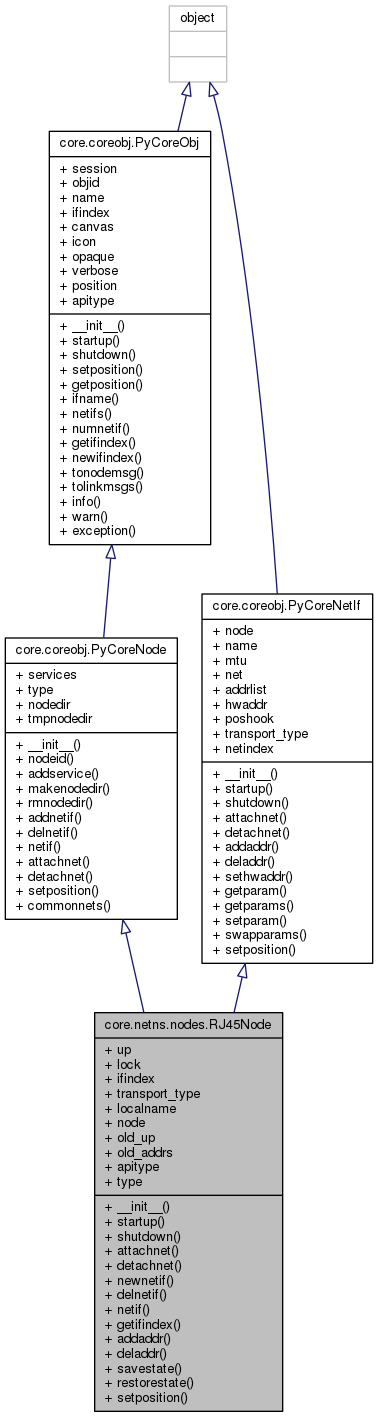 object
core.coreobj.PyCoreObj
+ session
+ objid
+ name
+ ifindex
+ canvas
+ icon
+ opaque
+ verbose
+ position
+ apitype
+ __init__()
+ startup()
+ shutdown()
+ setposition()
+ getposition()
+ ifname()
+ netifs()
+ numnetif()
+ getifindex()
+ newifindex()
+ tonodemsg()
+ tolinkmsgs()
+ info()
+ warn()
+ exception()
core.coreobj.PyCoreNetIf
+ node
+ name
+ mtu
+ net
+ addrlist
+ hwaddr
+ poshook
+ transport_type
+ netindex
+ __init__()
+ startup()
+ shutdown()
+ attachnet()
+ detachnet()
+ addaddr()
+ deladdr()
+ sethwaddr()
+ getparam()
+ getparams()
+ setparam()
+ swapparams()
+ setposition()
core.coreobj.PyCoreNode
+ services
+ type
+ nodedir
+ tmpnodedir
+ __init__()
+ nodeid()
+ addservice()
+ makenodedir()
+ rmnodedir()
+ addnetif()
+ delnetif()
+ netif()
+ attachnet()
+ detachnet()
+ setposition()
+ commonnets()
core.netns.nodes.RJ45Node
+ up
+ lock
+ ifindex
+ transport_type
+ localname
+ node
+ old_up
+ old_addrs
+ apitype
+ type
+ __init__()
+ startup()
+ shutdown()
+ attachnet()
+ detachnet()
+ newnetif()
+ delnetif()
+ netif()
+ getifindex()
+ addaddr()
+ deladdr()
+ savestate()
+ restorestate()
+ setposition()